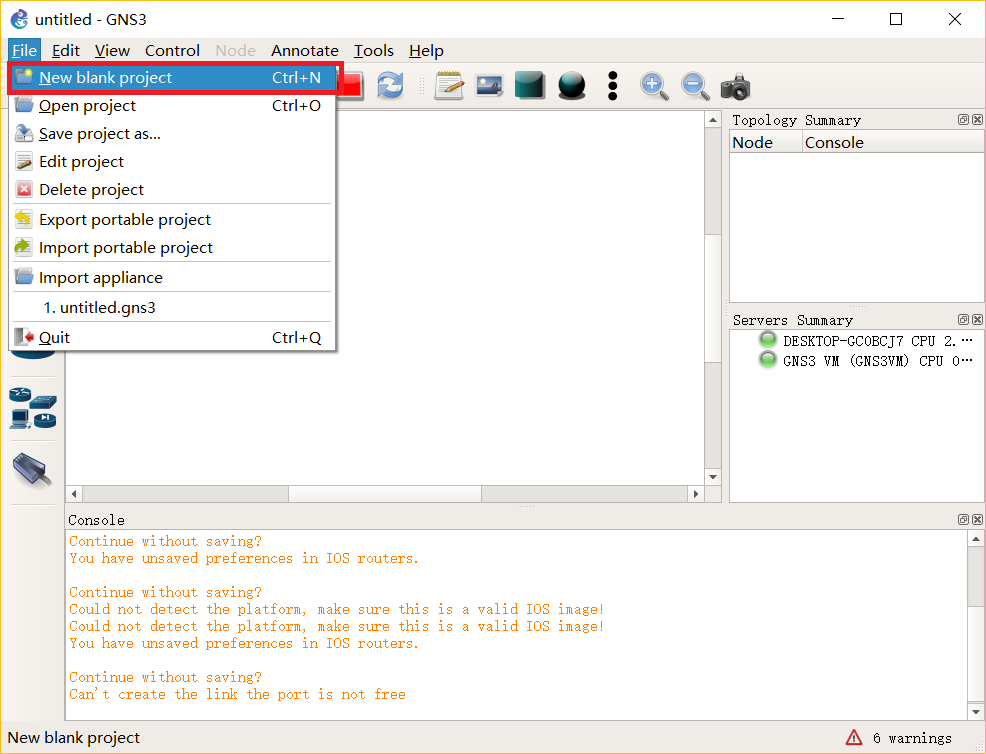 untitled - GNS3
File Edit View Control Node Annotate Tools Help
New blank project Ctrl+N
Open project Ctrl+O
Save project as...
Edit project
Delete project
Export portable project
Import portable project
Import appliance
1. untitled.gns3
Quit Ctrl+Q
Topology Summary
Node Console
Servers Summary
DESKTOP-GCOBCJ7 CPU 2.…
GNS3 VM (GNS3VM) CPU 0…
Console
Continue without saving?
You have unsaved preferences in IOS routers.
Continue without saving?
Could not detect the platform, make sure this is a valid IOS image!
Could not detect the platform, make sure this is a valid IOS image!
You have unsaved preferences in IOS routers.
Continue without saving?
Can't create the link the port is not free
New blank project
6 warnings